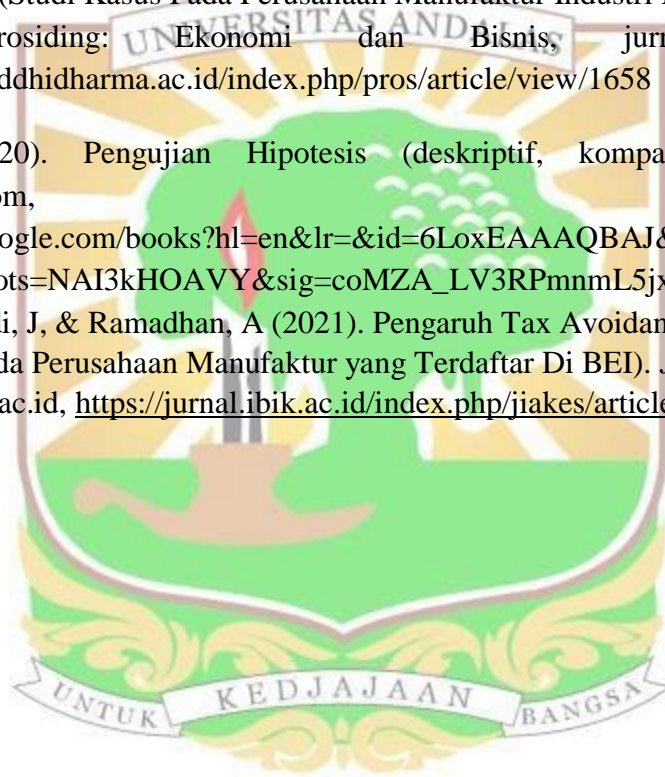 (Studi Kasus Pada Perusahaan Manufaktur Industri
rosiding: Ekonomi dan Bisnis, jurn
UNIVERSITAS ANDALAS
ddhidharma.ac.id/index.php/pros/article/view/1658
20). Pengujian Hipotesis (deskriptif, kompa
om,
ogle.com/books?hl=en&lr=&id=6LoxEAAAQBAJ&
ots=NAI3kHOAVY&sig=coMZA_LV3RPmnmL5jx
di, J, & Ramadhan, A (2021). Pengaruh Tax Avoidan
da Perusahaan Manufaktur yang Terdaftar Di BEI). J
ac.id, https://jurnal.ibik.ac.id/index.php/jiakes/article
UNTUK KEDJAJAAN BANGSA